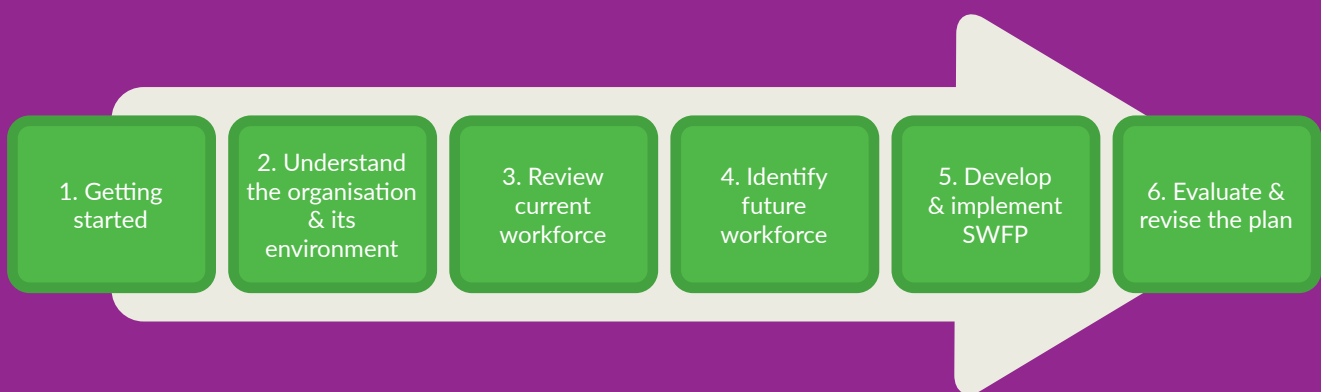 1. Getting
started
2. Understand
the organisation
& its
environment
3. Review
current
workforce
4. Identify
future
workforce
5. Develop
& implement
SWFP
6. Evaluate &
revise the plan